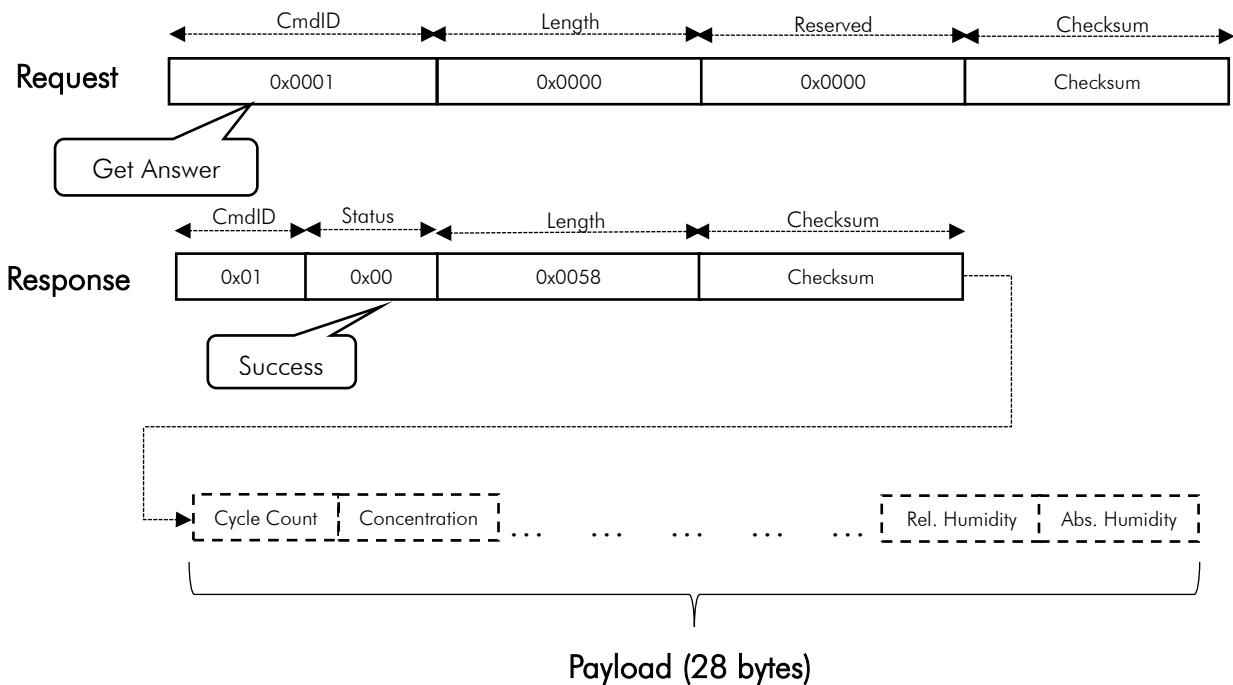 CmdID Length Reserved Checksum
Request 0x0001 0x0000 0x0000 Checksum
Get Answer
CmdID Status Length Checksum
Response 0x01 0x00 0x0058 Checksum
Success
Cycle Count Concentration ... ... ... ... ... Rel. Humidity Abs. Humidity
Payload (28 bytes)